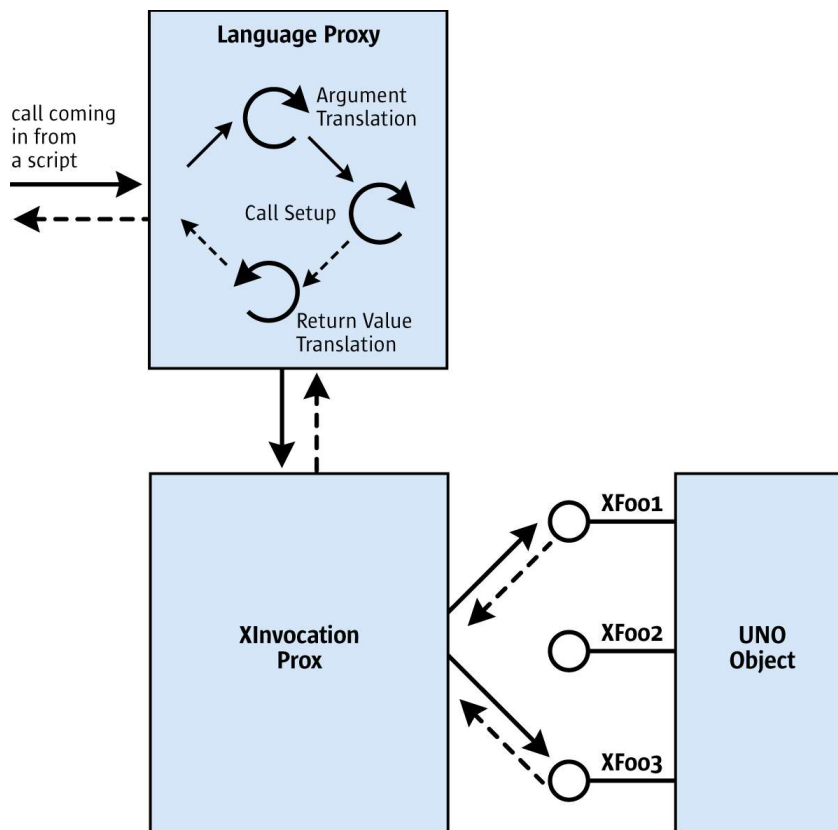 Language Proxy
call coming
in from
a script
Argument
Translation
Call Setup
Return Value
Translation
XFoo1
XInvocation
Prox
XFoo2
UNO
Object
XFoo3